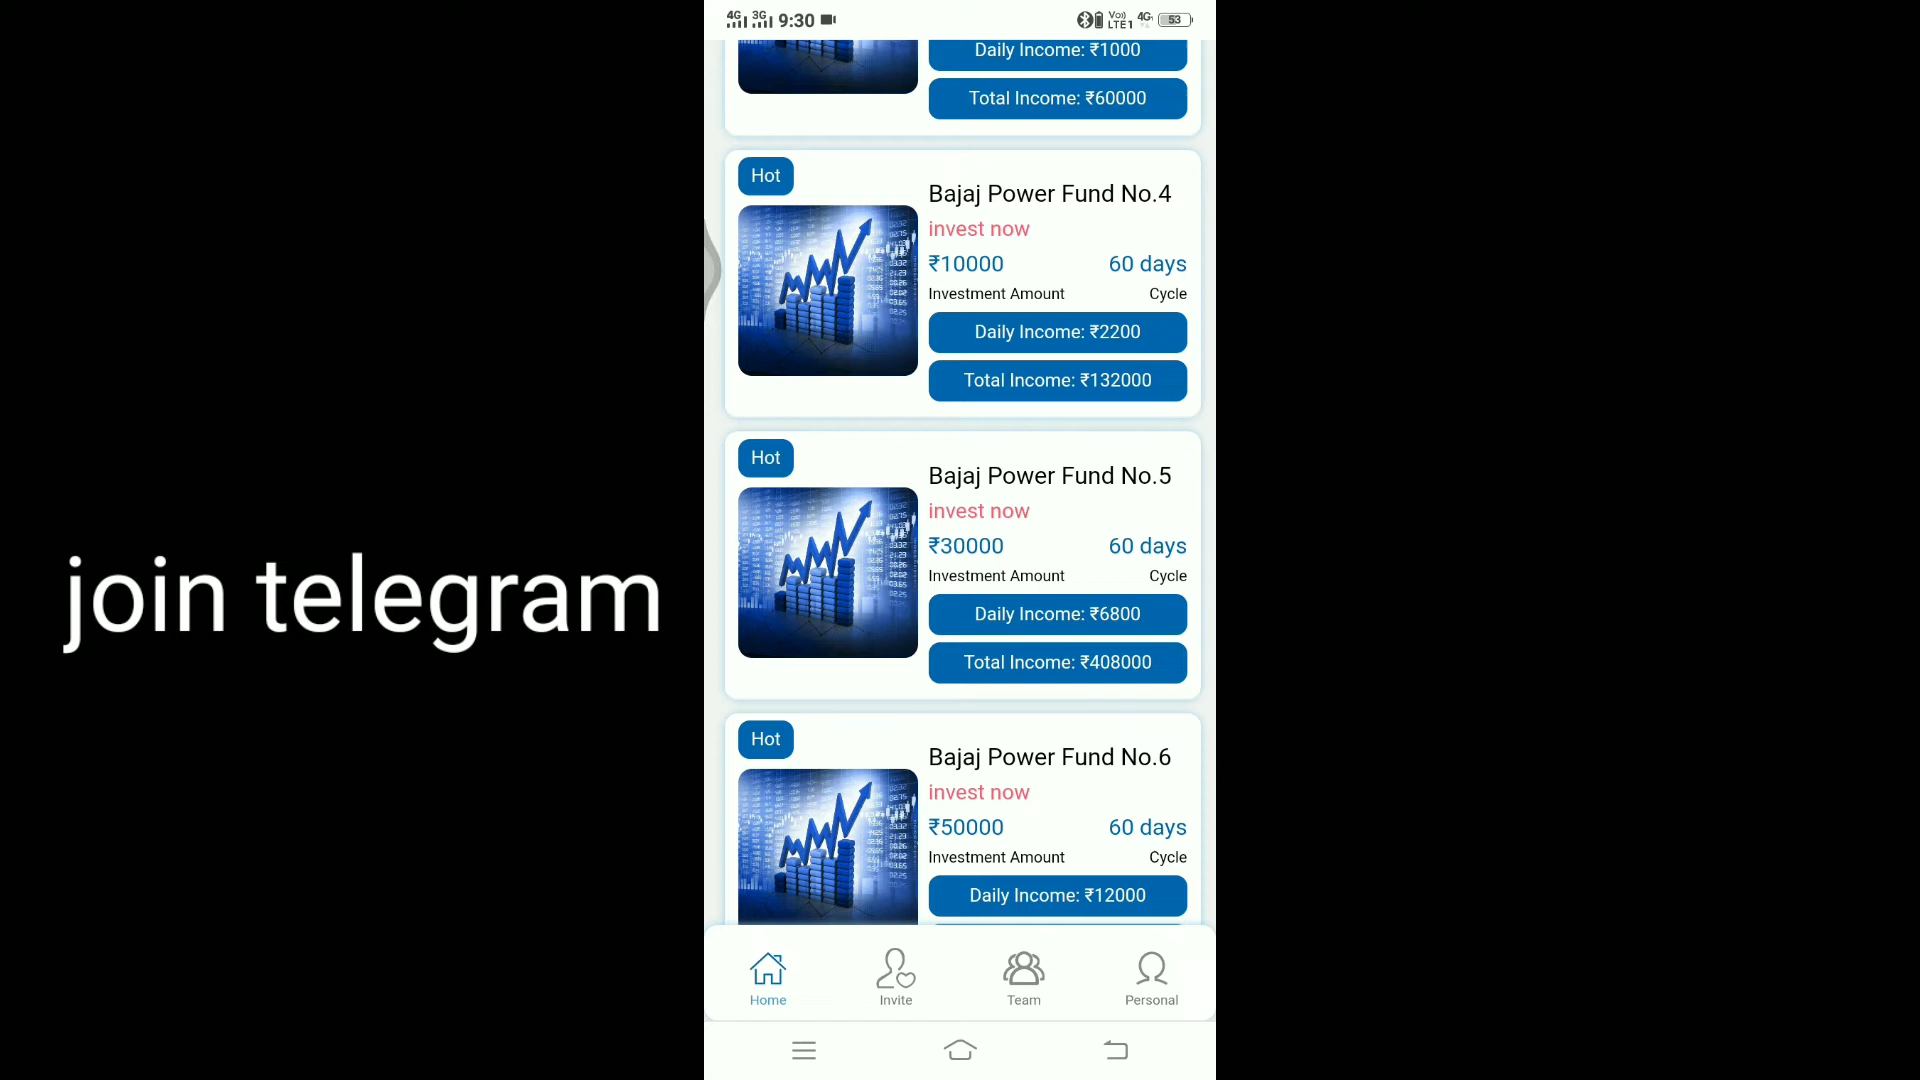 4G 3G 9:30 Vo) LTE1 4G 53
Daily Income: ₹1000
Total Income: ₹60000
Hot
Bajaj Power Fund No.4
invest now
₹10000 60 days
Investment Amount Cycle
Daily Income: ₹2200
Total Income: ₹132000
Hot
Bajaj Power Fund No.5
invest now
₹30000 60 days
Investment Amount Cycle
Daily Income: ₹6800
Total Income: ₹408000
join telegram
Hot
Bajaj Power Fund No.6
invest now
₹50000 60 days
Investment Amount Cycle
Daily Income: ₹12000
Home Invite Team Personal